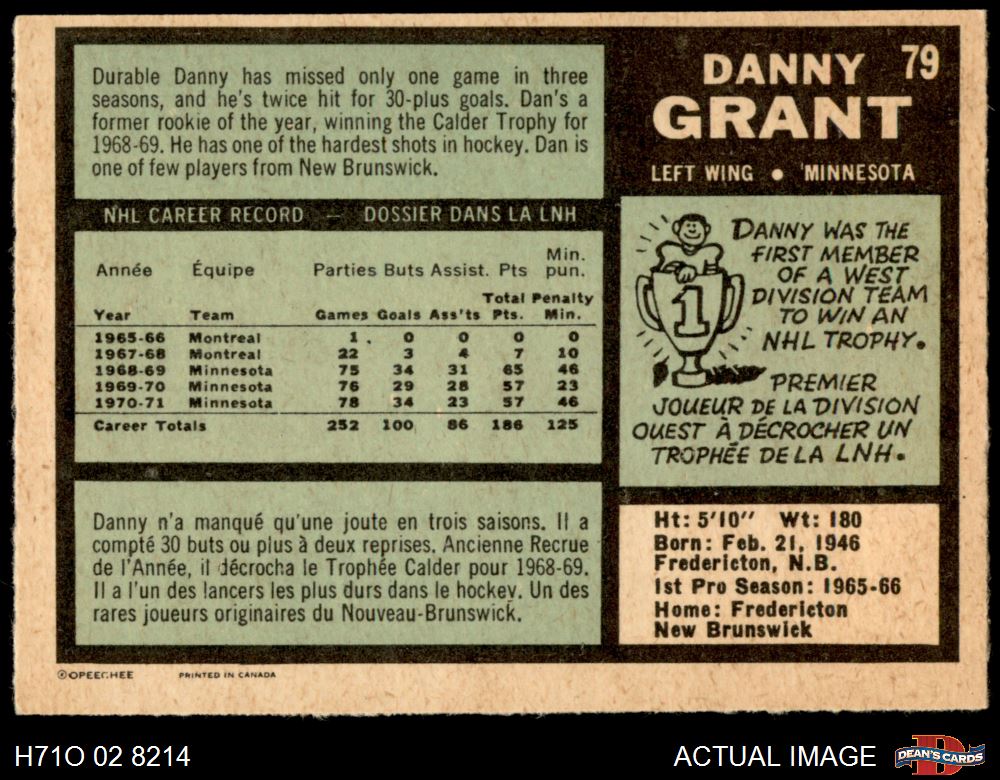 Durable Danny has missed only one game in three
seasons, and he's twice hit for 30-plus goals. Dan's a
former rookie of the year, winning the Calder Trophy for
1968-69. He has one of the hardest shots in hockey. Dan is
one of few players from New Brunswick.
DANNY 79
GRANT
LEFT WING • 'MINNESOTA
NHL CAREER RECORD — DOSSIER DANS LA LNH
Année Équipe Parties Buts Assist. Pts Min. pun.
Year Team Games Goals Ass'ts Total Pts. Penalty Min.
1965-66 Montreal 1 . 0 0 0 0
1967-68 Montreal 22 3 4 7 10
1968-69 Minnesota 75 34 31 65 46
1969-70 Minnesota 76 29 28 57 23
1970-71 Minnesota 78 34 23 57 46
Career Totals 252 100 86 186 125
1
DANNY WAS THE
FIRST MEMBER
OF A WEST
DIVISION TEAM
TO WIN AN
NHL TROPHY.
PREMIER
JOUEUR DE LA DIVISION
OUEST À DÉCROCHER UN
TROPHÉE DE LA LNH.
Danny n'a manqué qu'une joute en trois saisons. Il a
compté 30 buts ou plus à deux reprises. Ancienne Recrue
de l'Année, il décrocha le Trophée Calder pour 1968-69.
Il a l'un des lancers les plus durs dans le hockey. Un des
rares joueurs originaires du Nouveau-Brunswick.
Ht: 5'10" Wt: 180
Born: Feb. 21, 1946
Fredericton, N.B.
1st Pro Season: 1965-66
Home: Fredericton
New Brunswick
©OPEECHEE PRINTED IN CANADA
H71O 02 8214
ACTUAL IMAGE
D
DEAN'S CARDS